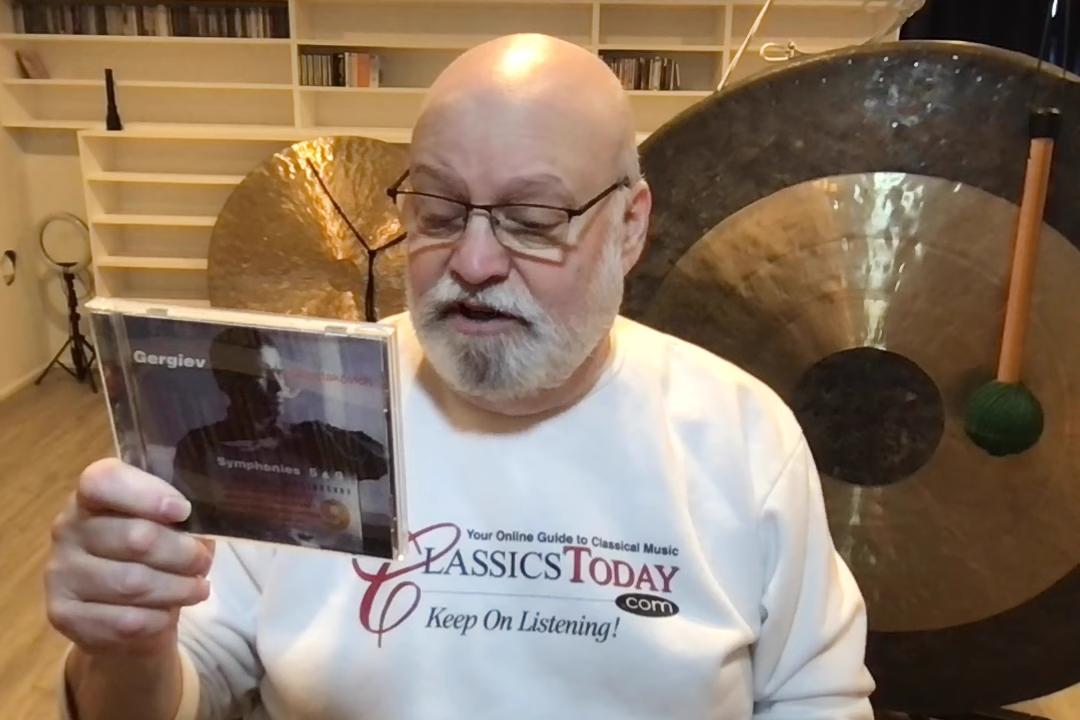 Gergiev
Symphonies 5 & 9
Your Online Guide to Classical Music
CLASSICSTODAY
.com
Keep On Listening!